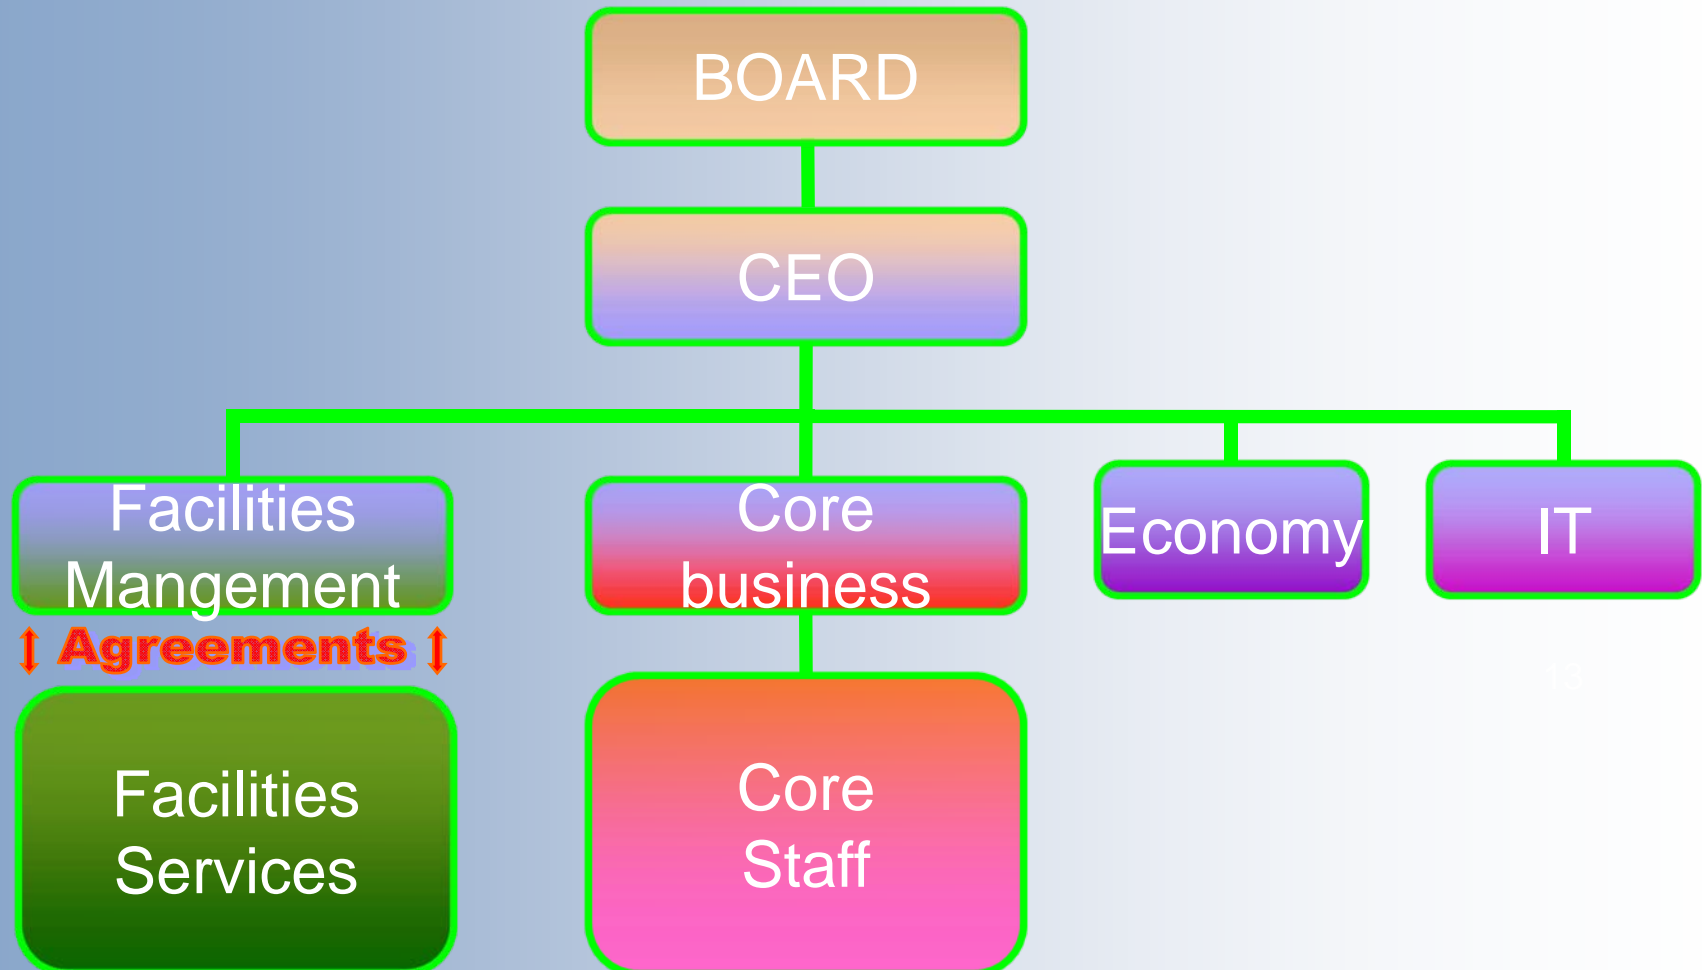 BOARD
CEO
Facilities
Mangement
Core
business
Economy
IT
Agreements
Facilities
Services
Core
Staff